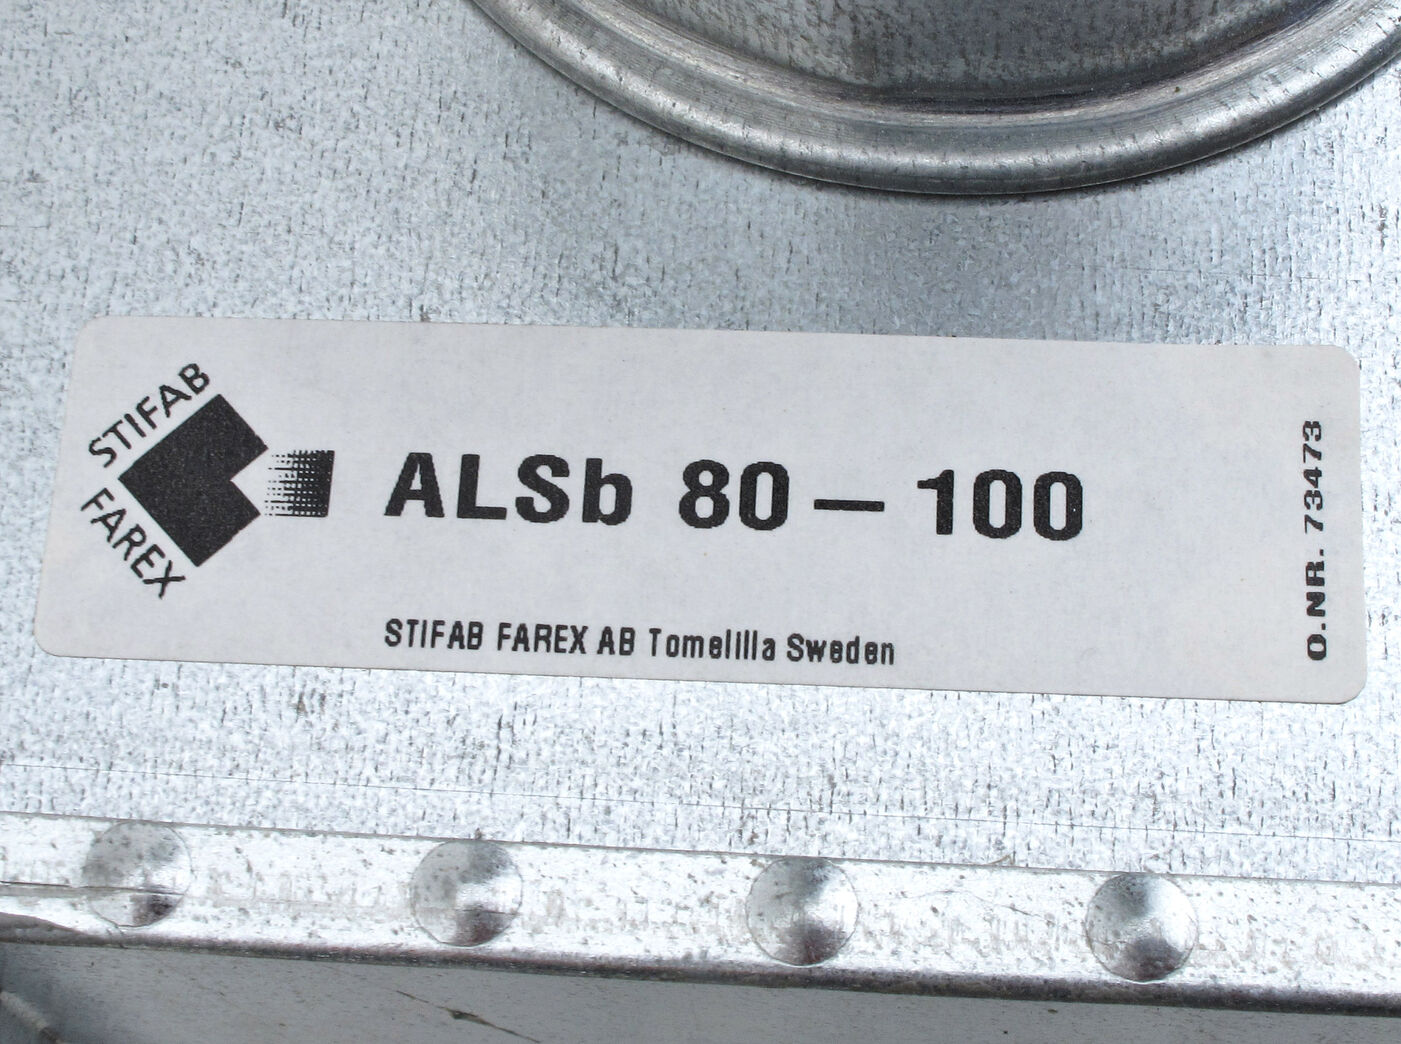 STIFAB
FAREX
ALSb 80 – 100
STIFAB FAREX AB Tomelilla Sweden
O.NR. 73473